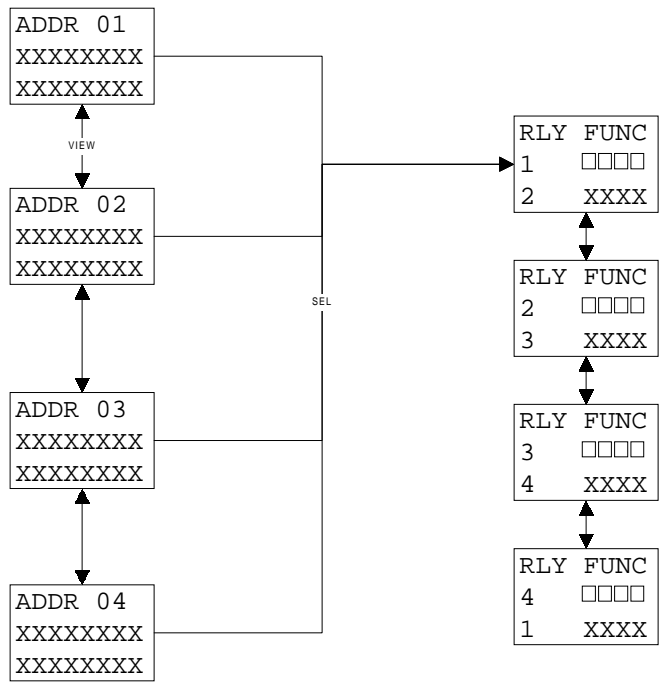 ADDR 01
XXXXXXXX
XXXXXXXX
VIEW
ADDR 02
XXXXXXXX
XXXXXXXX
SEL
ADDR 03
XXXXXXXX
XXXXXXXX
ADDR 04
XXXXXXXX
XXXXXXXX
RLY FUNC
1 □□□□
2 XXXX
RLY FUNC
2 □□□□
3 XXXX
RLY FUNC
3 □□□□
4 XXXX
RLY FUNC
4 □□□□
1 XXXX